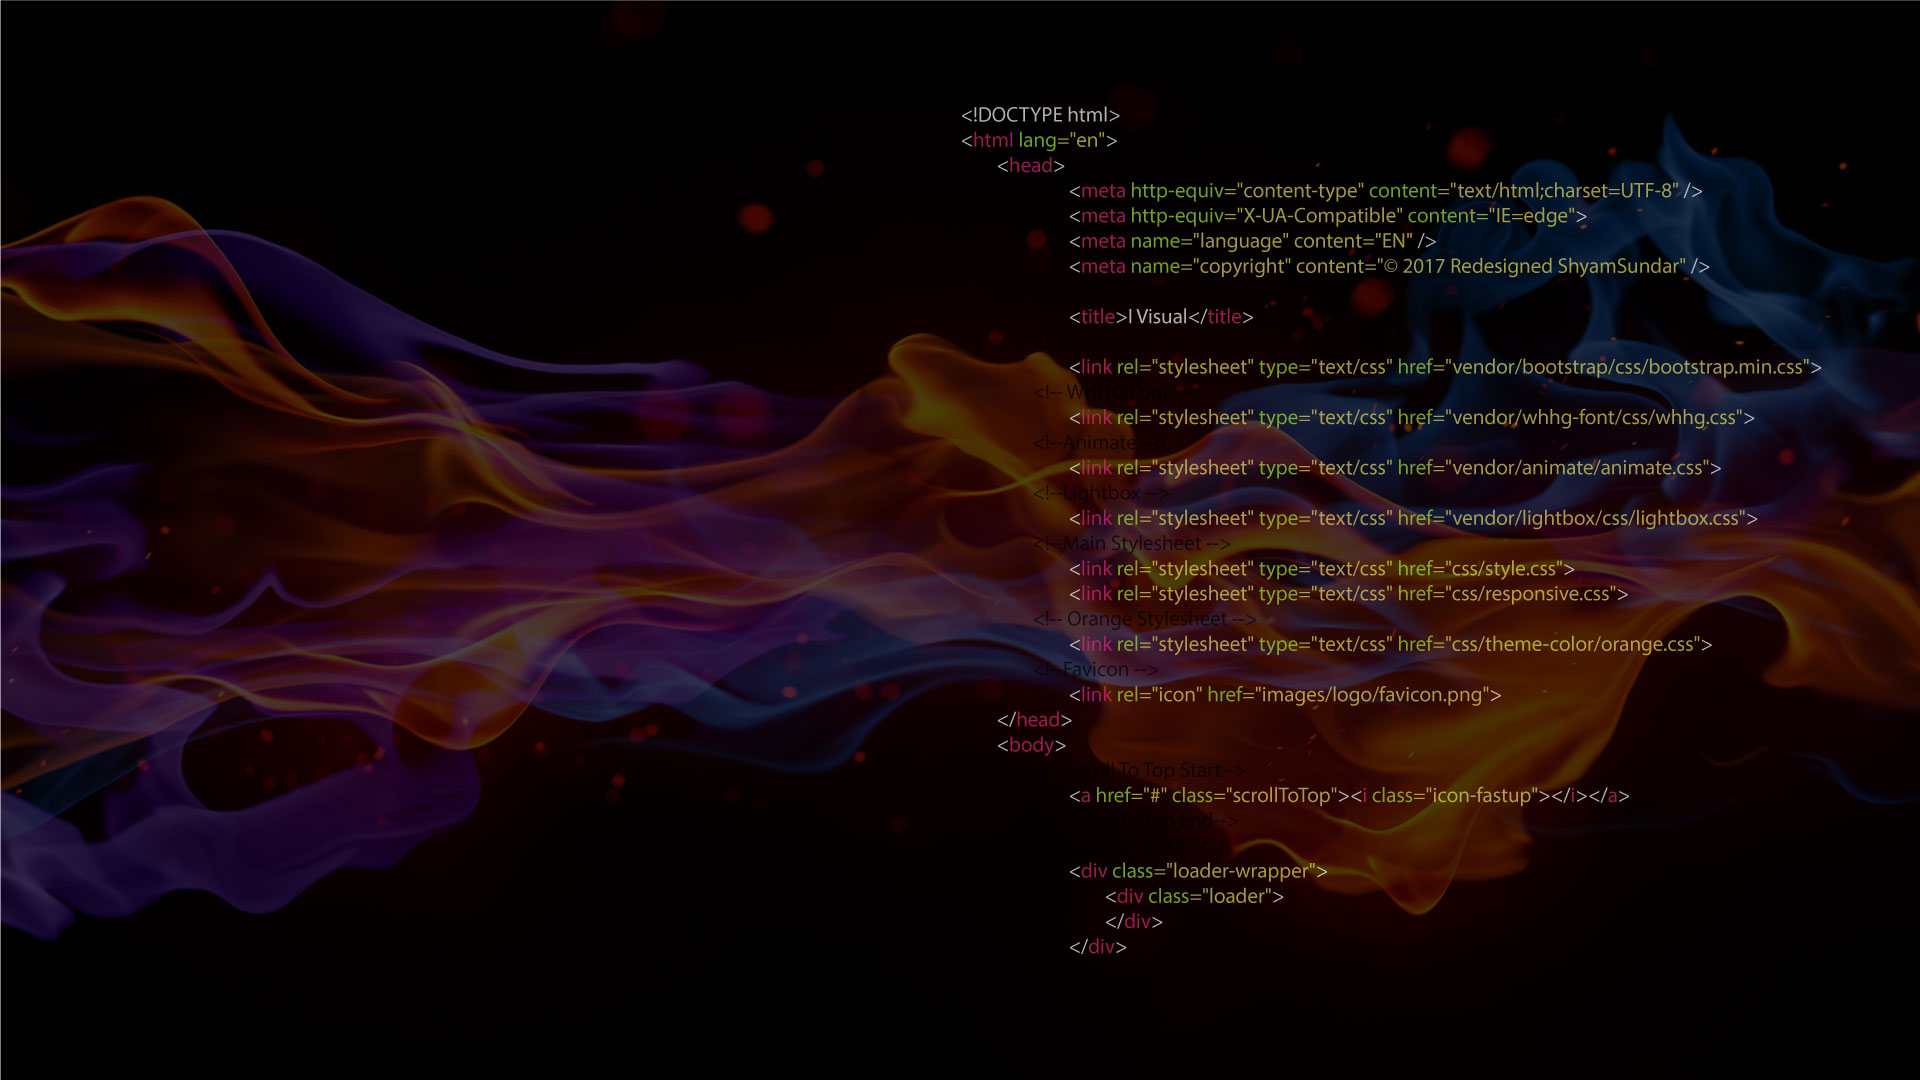 <!DOCTYPE html>
<html lang="en">
<head>
<meta http-equiv="content-type" content="text/html;charset=UTF-8" />
<meta http-equiv="X-UA-Compatible" content="IE=edge">
<meta name="language" content="EN" />
<meta name="copyright" content="© 2017 Redesigned ShyamSundar" />
<title>I Visual</title>
<link rel="stylesheet" type="text/css" href="vendor/bootstrap/css/bootstrap.min.css">
<!--
<link rel="stylesheet" type="text/css" href="vendor/whhg-font/css/whhg.css">
<!--Animate -->
<link rel="stylesheet" type="text/css" href="vendor/animate/animate.css">
<!--Lightbox -->
<link rel="stylesheet" type="text/css" href="vendor/lightbox/css/lightbox.css">
<!--Main Stylesheet -->
<link rel="stylesheet" type="text/css" href="css/style.css">
<link rel="stylesheet" type="text/css" href="css/responsive.css">
<!-- Orange Stylesheet -->
<link rel="stylesheet" type="text/css" href="css/theme-color/orange.css">
<!--Favicon -->
<link rel="icon" href="images/logo/favicon.png">
</head>
<body>
To Top Start-->
<a href="#" class="scrollToTop"><i class="icon-fastup"></i></a>
End-->
<div class="loader-wrapper">
<div class="loader">
</div>
</div>